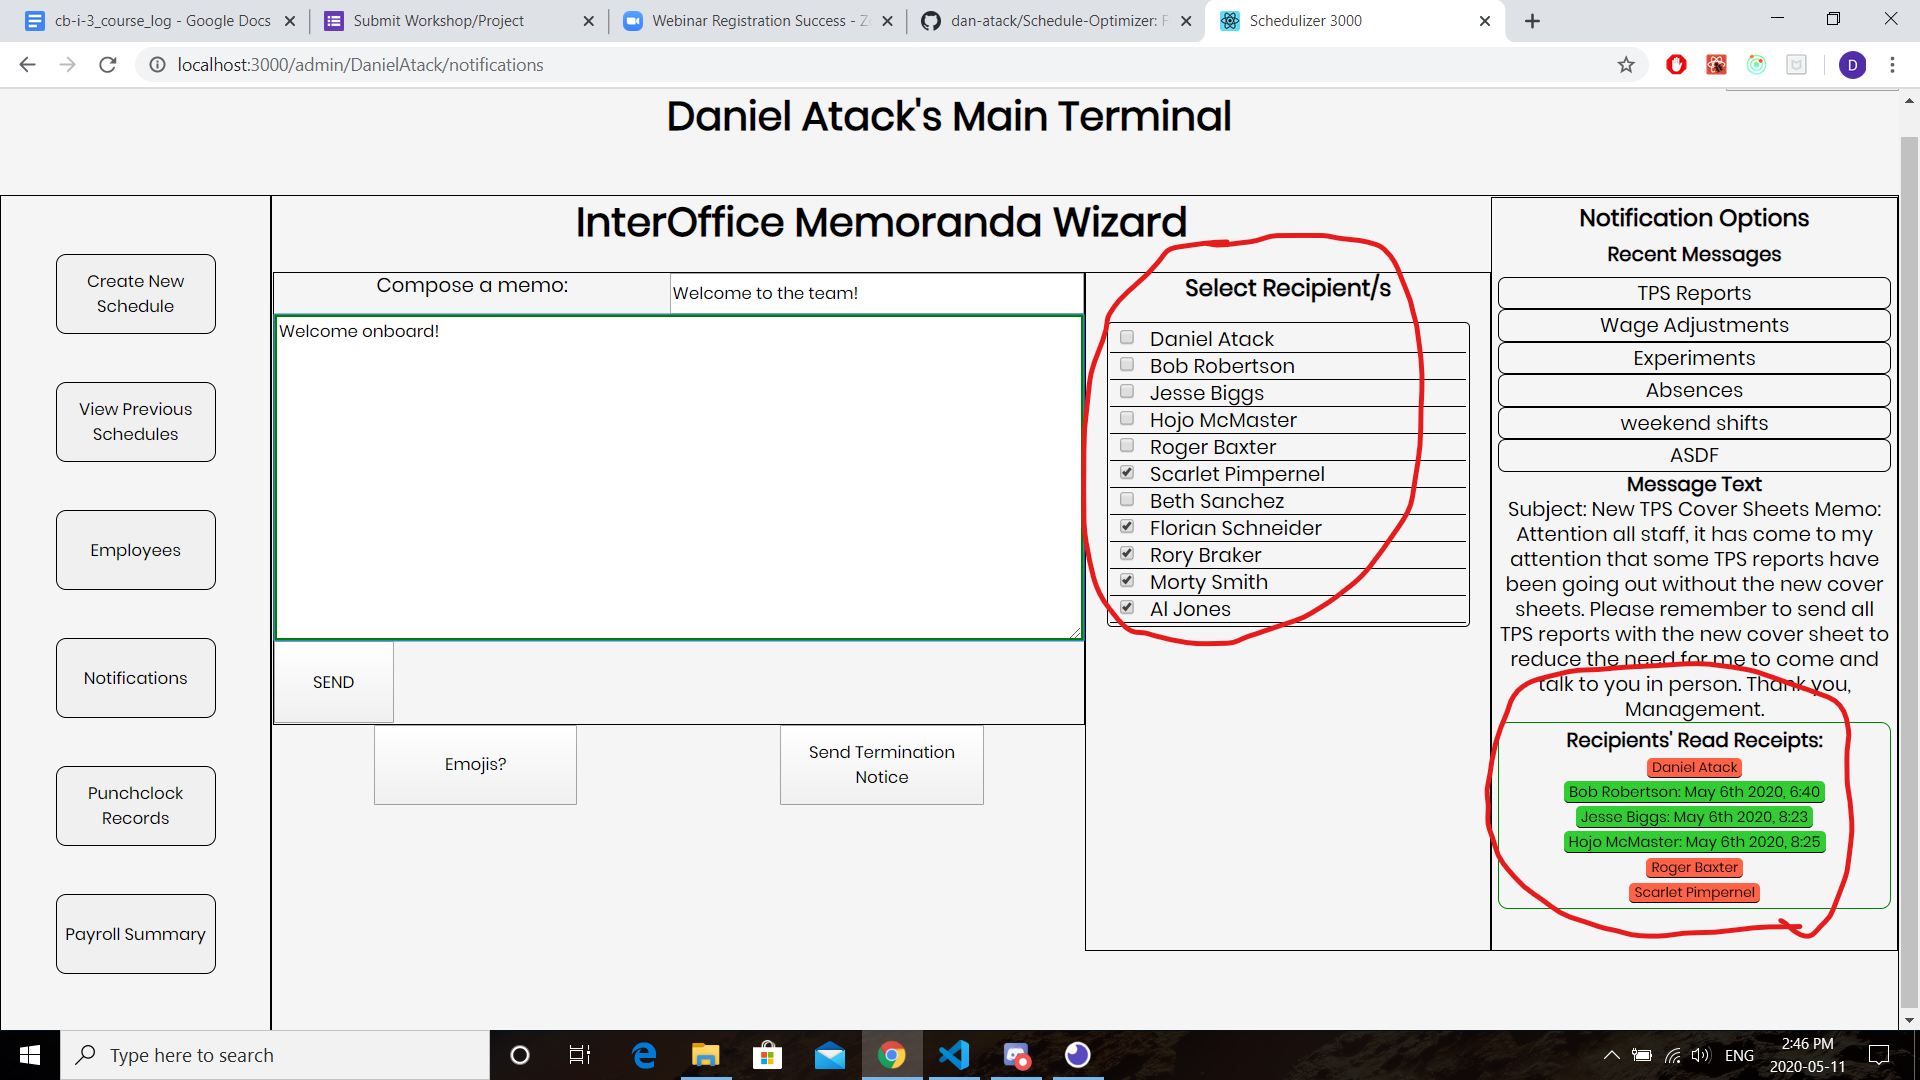 cb-i-3_course_log - Google Docs
Submit Workshop/Project
Webinar Registration Success - Z
dan-atack/Schedule-Optimizer: F
Schedulizer 3000
localhost:3000/admin/DanielAtack/notifications
D
Daniel Atack's Main Terminal
Create New
Schedule
View Previous
Schedules
Employees
Notifications
Punchclock
Records
Payroll Summary
InterOffice Memoranda Wizard
Compose a memo:
Welcome to the team!
Welcome onboard!
SEND
Emojis?
Send Termination
Notice
Select Recipient/s
Daniel Atack
Bob Robertson
Jesse Biggs
Hojo McMaster
Roger Baxter
Scarlet Pimpernel
Beth Sanchez
Florian Schneider
Rory Braker
Morty Smith
Al Jones
Notification Options
Recent Messages
TPS Reports
Wage Adjustments
Experiments
Absences
weekend shifts
ASDF
Message Text
Subject: New TPS Cover Sheets Memo:
Attention all staff, it has come to my
attention that some TPS reports have
been going out without the new cover
sheets. Please remember to send all
TPS reports with the new cover sheet to
reduce the need for me to come and
talk to you in person. Thank you,
Management.
Recipients' Read Receipts:
Daniel Atack
Bob Robertson: May 6th 2020, 6:40
Jesse Biggs: May 6th 2020, 8:23
Hojo McMaster: May 6th 2020, 8:25
Roger Baxter
Scarlet Pimpernel
Type here to search
ENG
2:46 PM
2020-05-11